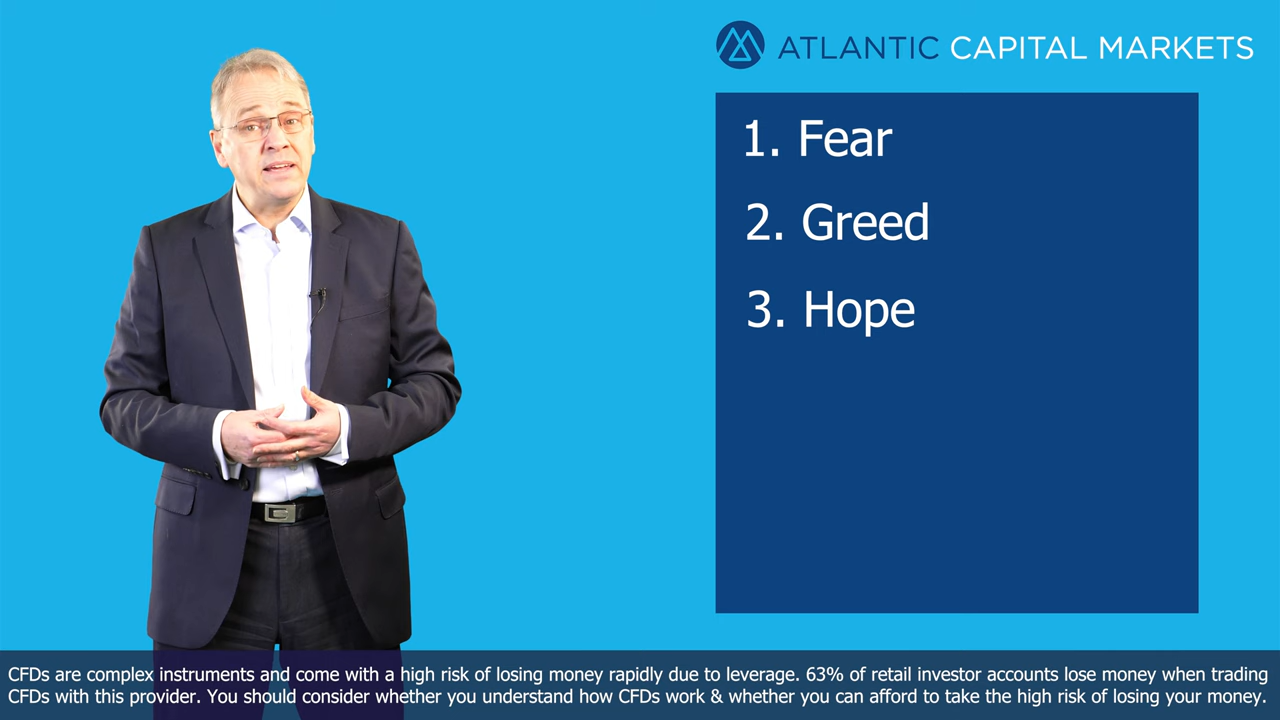 ATLANTIC CAPITAL MARKETS
1. Fear
2. Greed
3. Hope
CFDs are complex instruments and come with a high risk of losing money rapidly due to leverage. 63% of retail investor accounts lose money when trading
CFDs with this provider. You should consider whether you understand how CFDs work & whether you can afford to take the high risk of losing your money.